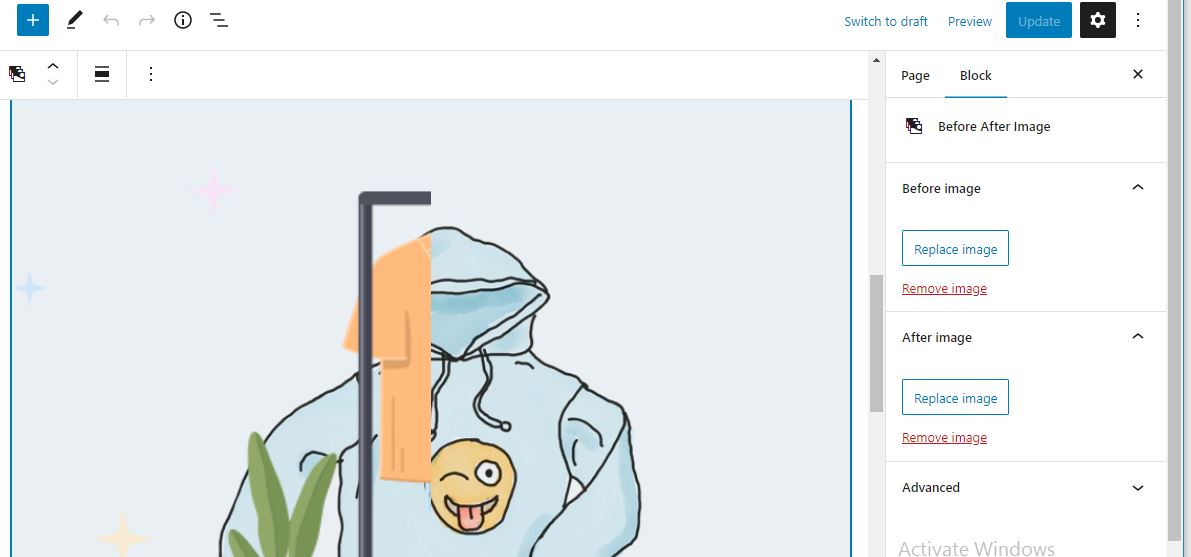 Switch to draft
Preview
Update
Page
Block
Before After Image
Before image
Replace image
Remove image
After image
Replace image
Remove image
Advanced
Activate Windows